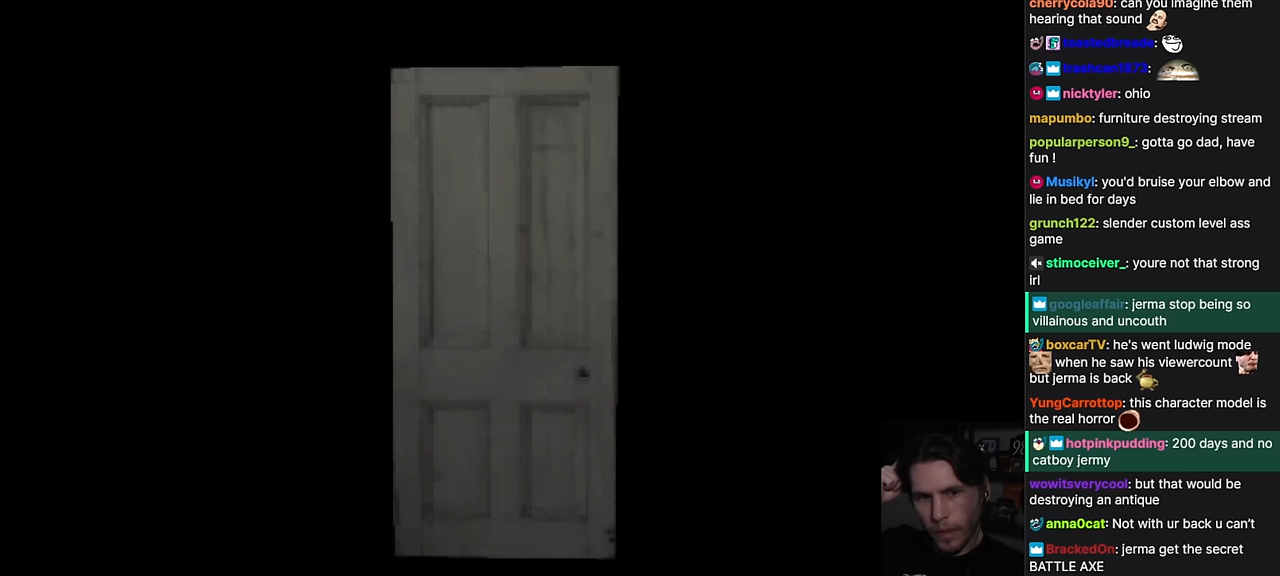 cherrycola90: can you imagine them
hearing that sound
toastedbreads:
trashcan1873:
nicktyler: ohio
mapumbo: furniture destroying stream
popularperson9_: gotta go dad, have
fun !
Musikyl: you'd bruise your elbow and
lie in bed for days
grunch122: slender custom level ass
game
stimoceiver_: youre not that strong
irl
googleaffair: jerma stop being so
villainous and uncouth
boxcarTV: he's went ludwig mode
when he saw his viewercount
but jerma is back
YungCarrottop: this character model is
the real horror
hotpinkpudding: 200 days and no
catboy jermy
wowitsverycool: but that would be
destroying an antique
anna0cat: Not with ur back u can't
BrackedOn: jerma get the secret
BATTLE AXE